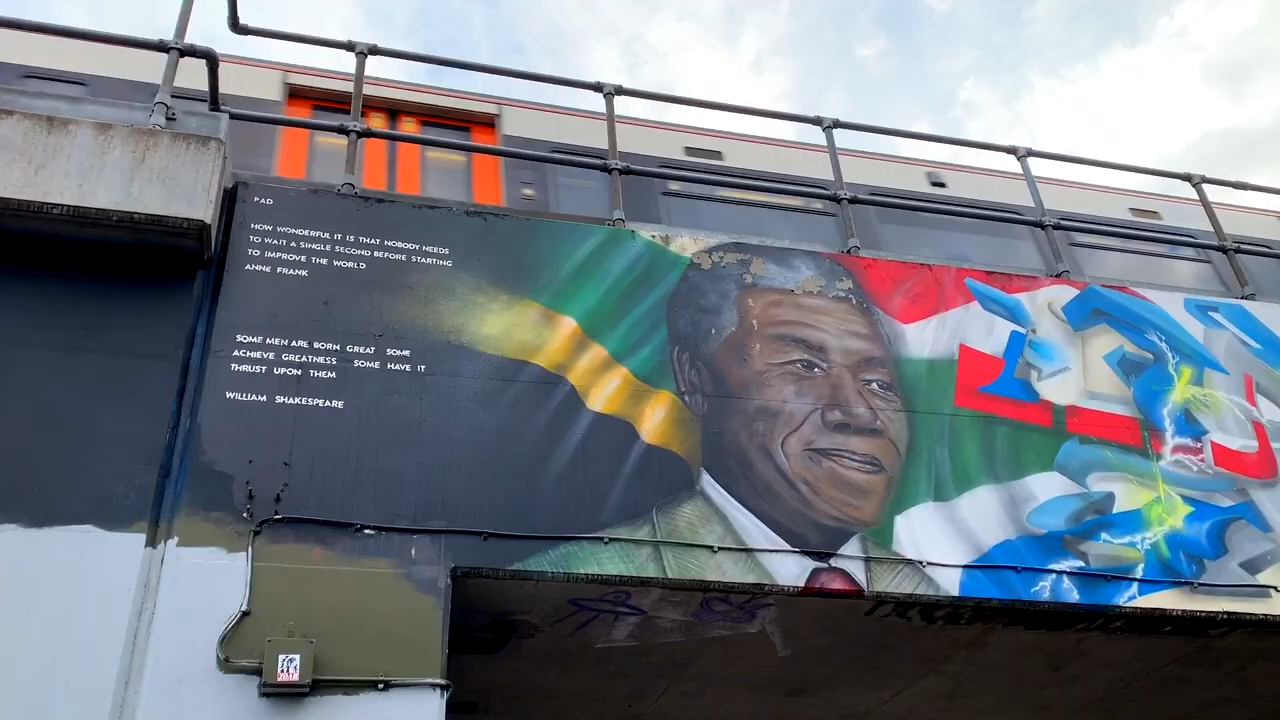 PAD
HOW WONDERFUL IT IS THAT NOBODY NEEDS
TO WAIT A SINGLE SECOND BEFORE STARTING
TO IMPROVE THE WORLD
ANNE FRANK
SOME MEN ARE BORN GREAT SOME
ACHIEVE GREATNESS SOME HAVE IT
THRUST UPON THEM
WILLIAM SHAKESPEARE